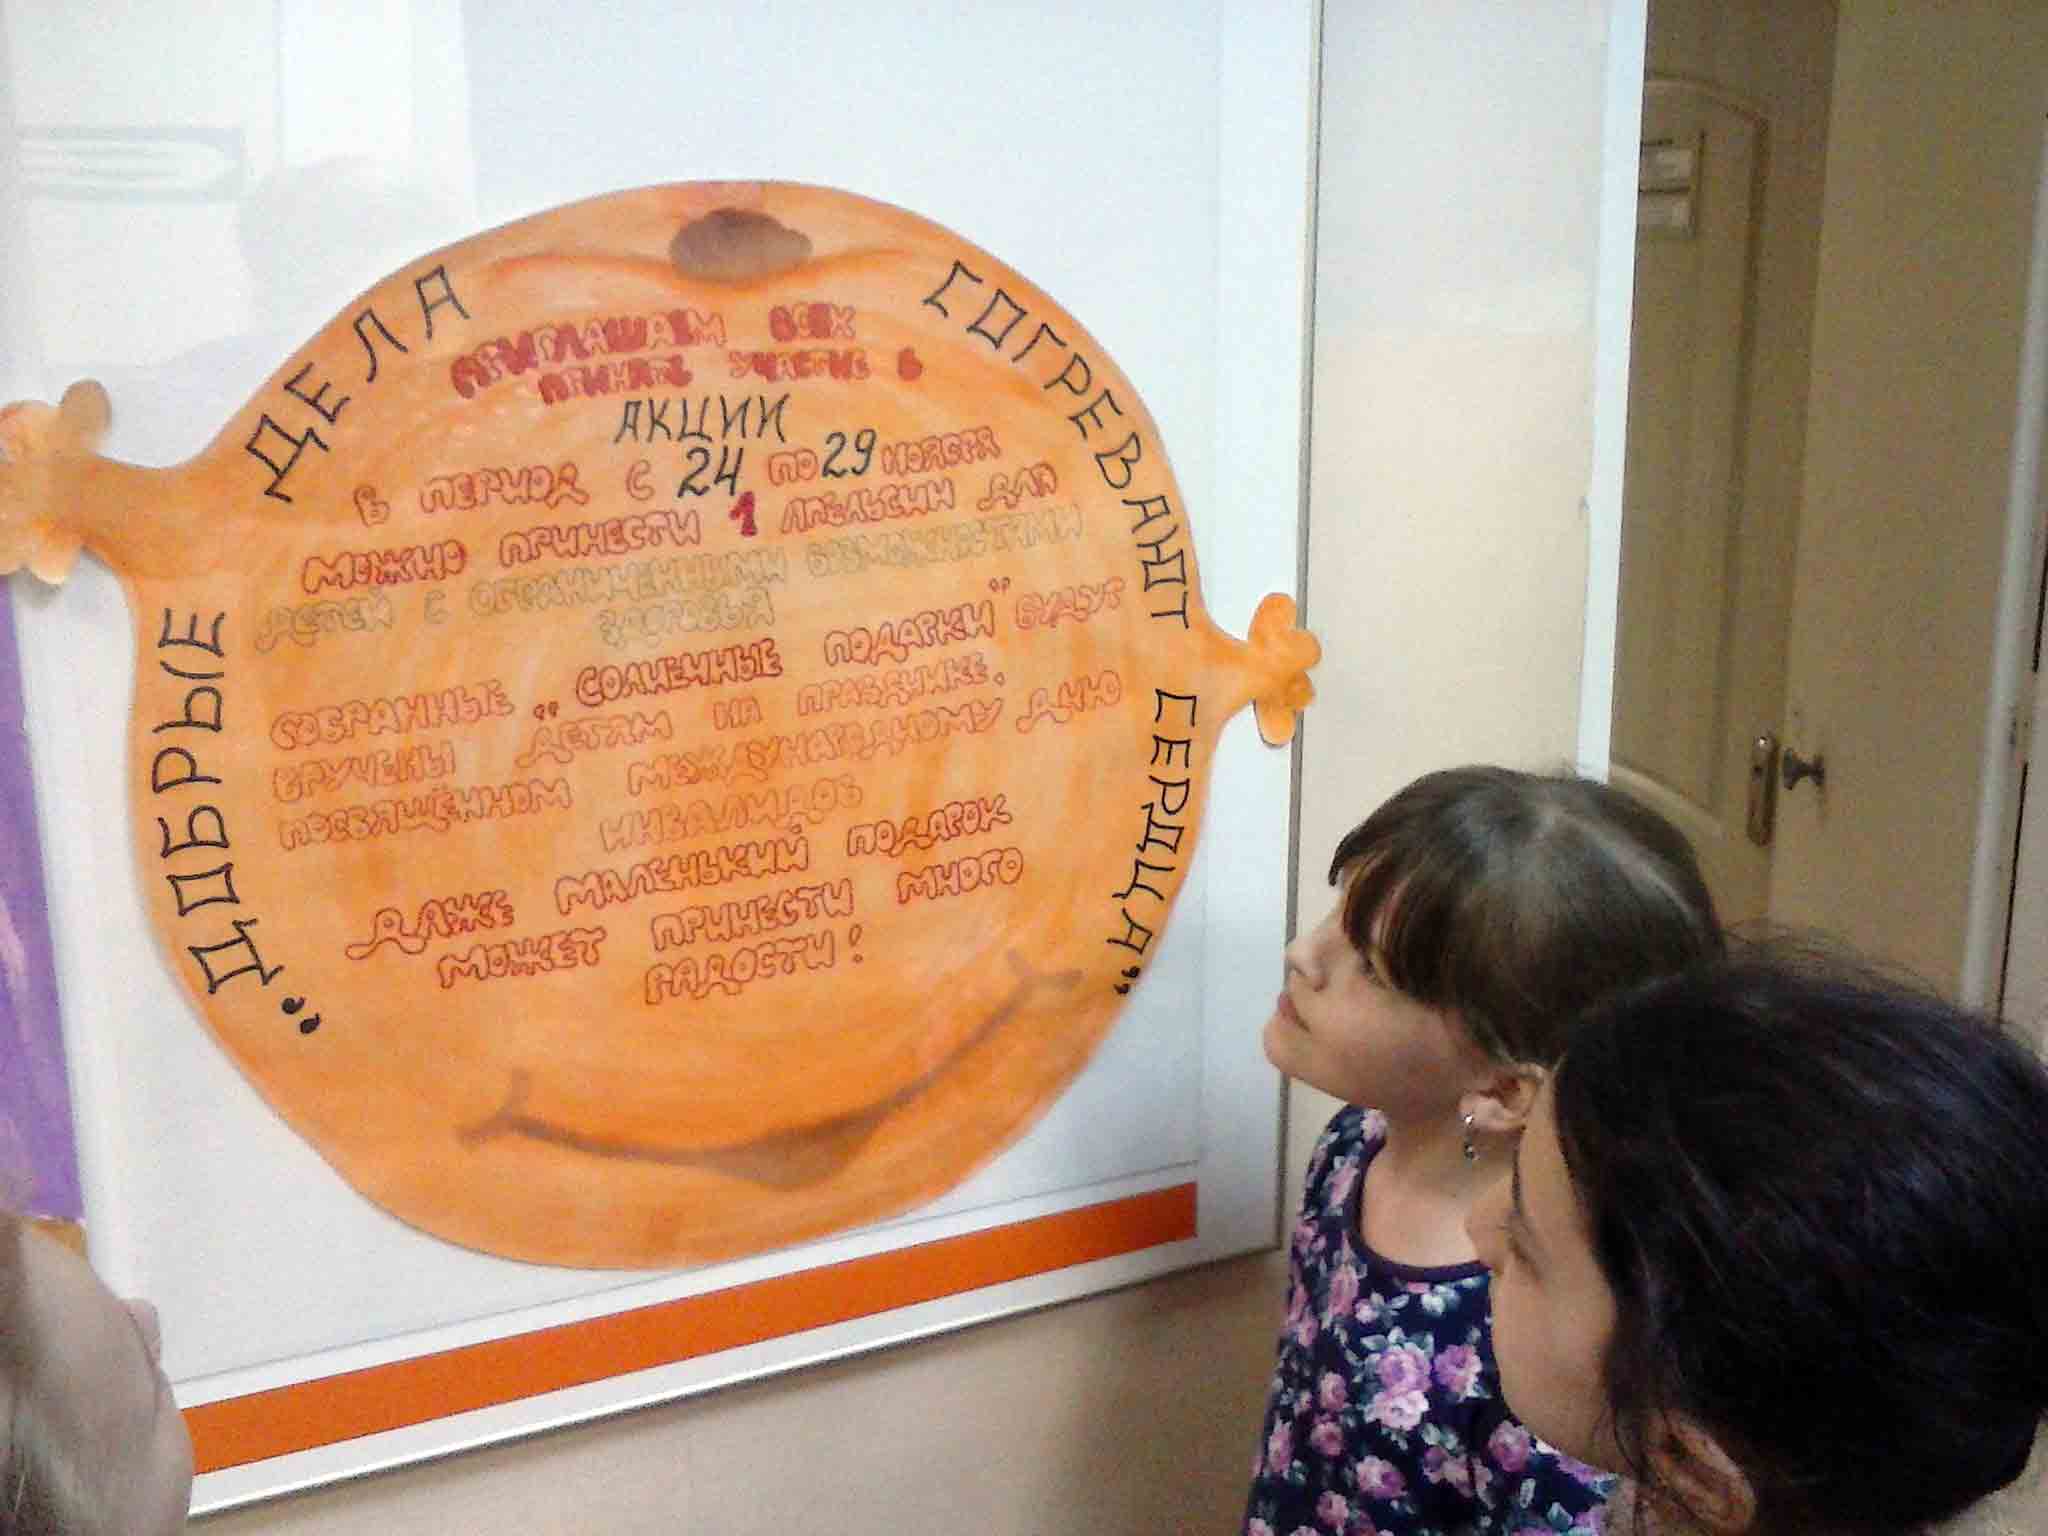 „ДОБРЫЕ ДЕЛА СОГРЕВАЮТ СЕРДЦА”
ПРИГЛАШАЕМ ВСЕХ
ПРИНЯТЬ УЧАСТИЕ В
АКЦИИ
В ПЕРИОД С 24 ПО 29 НОЯБРЯ
МОЖНО ПРИНЕСТИ 1 АПЕЛЬСИН ДЛЯ
ДЕТЕЙ С ОГРАНИЧЕННЫМИ ВОЗМОЖНОСТЯМИ
ЗДОРОВЬЯ
СОБРАННЫЕ „СОЛНЕЧНЫЕ ПОДАРКИ" БУДУТ
ВРУЧЕНЫ ДЕТЯМ НА ПРАЗДНИКЕ,
ПОСВЯЩЁННОМ МЕЖДУНАРОДНОМУ ДНЮ
ИНВАЛИДОВ
ДАЖЕ МАЛЕНЬКИЙ ПОДАРОК
МОЖЕТ ПРИНЕСТИ МНОГО
РАДОСТИ!